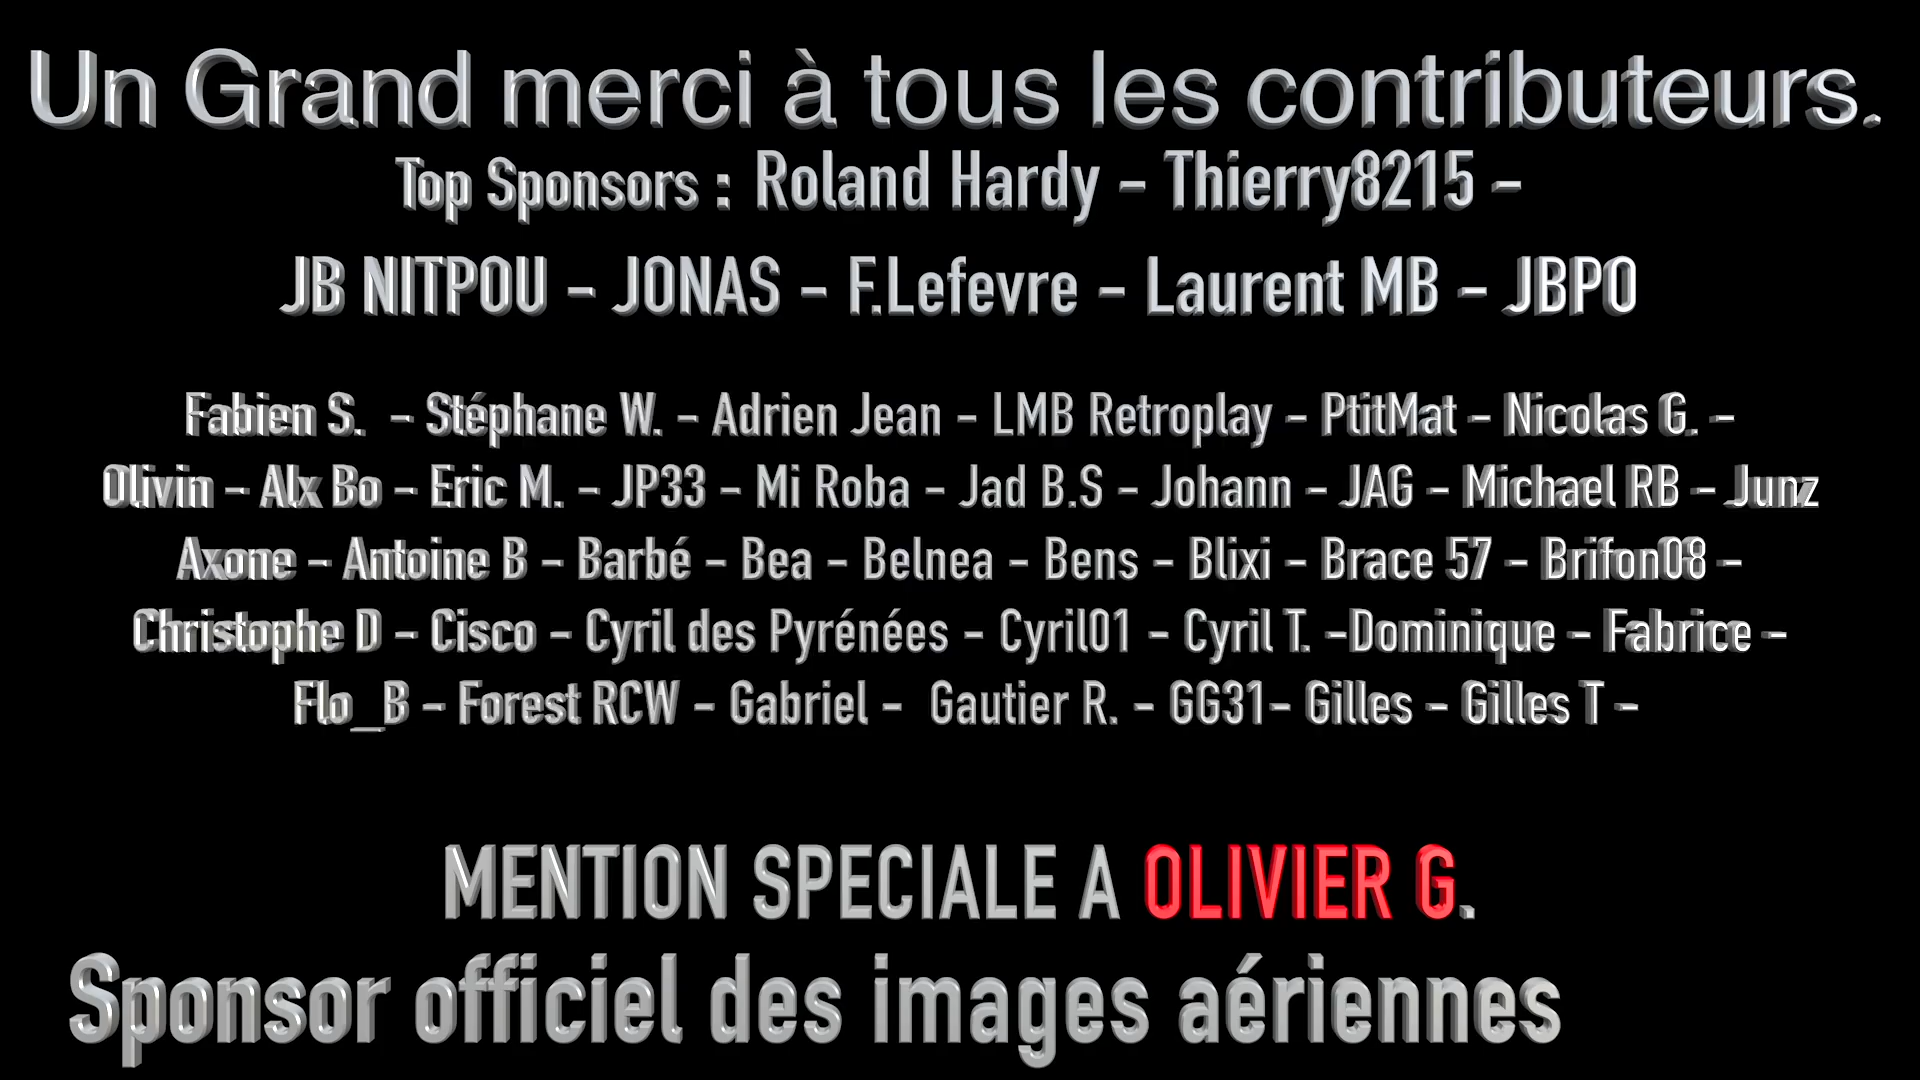 Un Grand merci à tous les contributeurs.
Top Sponsors : Roland Hardy - Thierry8215 -
JB NITPOU - JONAS - F.Lefevre - Laurent MB - JBPO
Fabien S.  - Stéphane W. - Adrien Jean - LMB Retroplay - PtitMat - Nicolas G. -
Olivin - Alx Bo - Eric M. - JP33 - Mi Roba - Jad B.S - Johann - JAG - Michael RB - Junz
Axone - Antoine B - Barbé - Bea - Belnea - Bens - Blixi - Brace 57 - Brifon08 -
Christophe D - Cisco - Cyril des Pyrénées - Cyril01 - Cyril T. -Dominique - Fabrice -
Flo_B - Forest RCW - Gabriel -  Gautier R. - GG31- Gilles - Gilles T -
MENTION SPECIALE A OLIVIER G.
Sponsor officiel des images aériennes